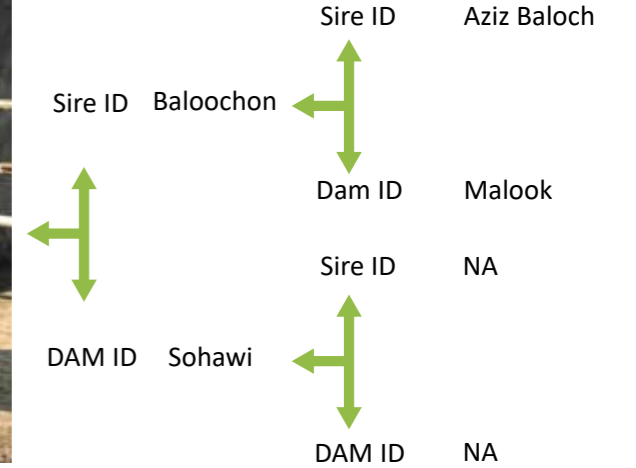 Sire ID Aziz Baloch
Sire ID Baloochon
Dam ID Malook
Sire ID NA
DAM ID Sohawi
DAM ID NA